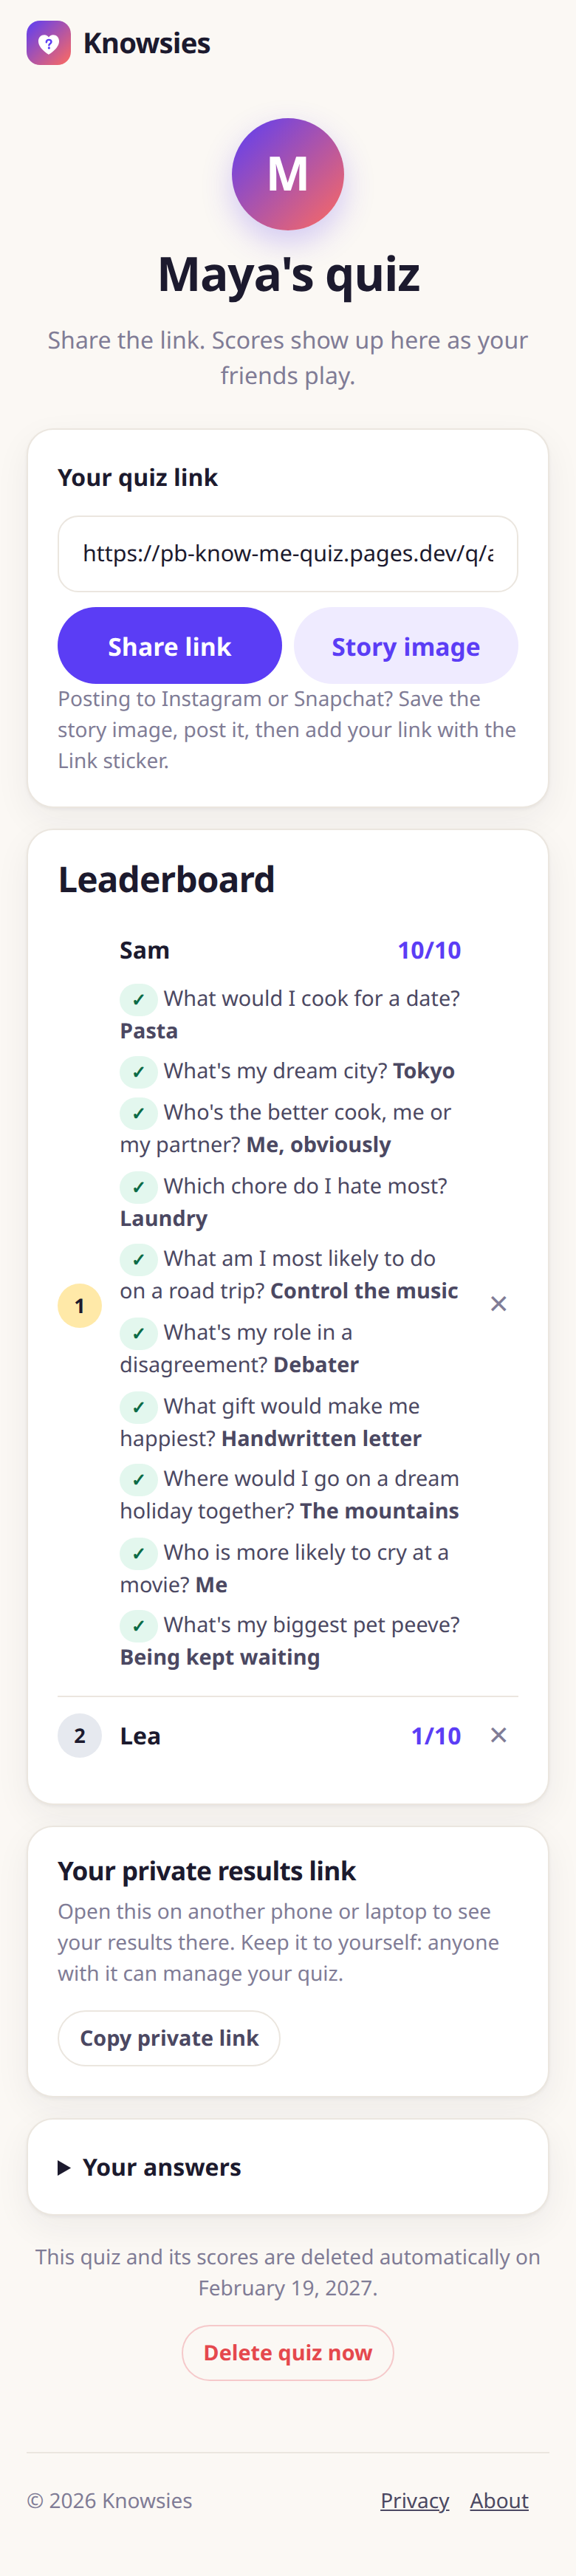 Knowsies
M
Maya's quiz
Share the link. Scores show up here as your
friends play.
Your quiz link
https://pb-know-me-quiz.pages.dev/q/a
Share link
Story image
Posting to Instagram or Snapchat? Save the
story image, post it, then add your link with the
Link sticker.
Leaderboard
1
Sam 10/10 ✕
✓ What would I cook for a date?
Pasta
✓ What's my dream city? Tokyo
✓ Who's the better cook, me or
my partner? Me, obviously
✓ Which chore do I hate most?
Laundry
✓ What am I most likely to do
on a road trip? Control the music
✓ What's my role in a
disagreement? Debater
✓ What gift would make me
happiest? Handwritten letter
✓ Where would I go on a dream
holiday together? The mountains
✓ Who is more likely to cry at a
movie? Me
✓ What's my biggest pet peeve?
Being kept waiting
2 Lea 1/10 ✕
Your private results link
Open this on another phone or laptop to see
your results there. Keep it to yourself: anyone
with it can manage your quiz.
Copy private link
▶ Your answers
This quiz and its scores are deleted automatically on
February 19, 2027.
Delete quiz now
© 2026 Knowsies
Privacy About